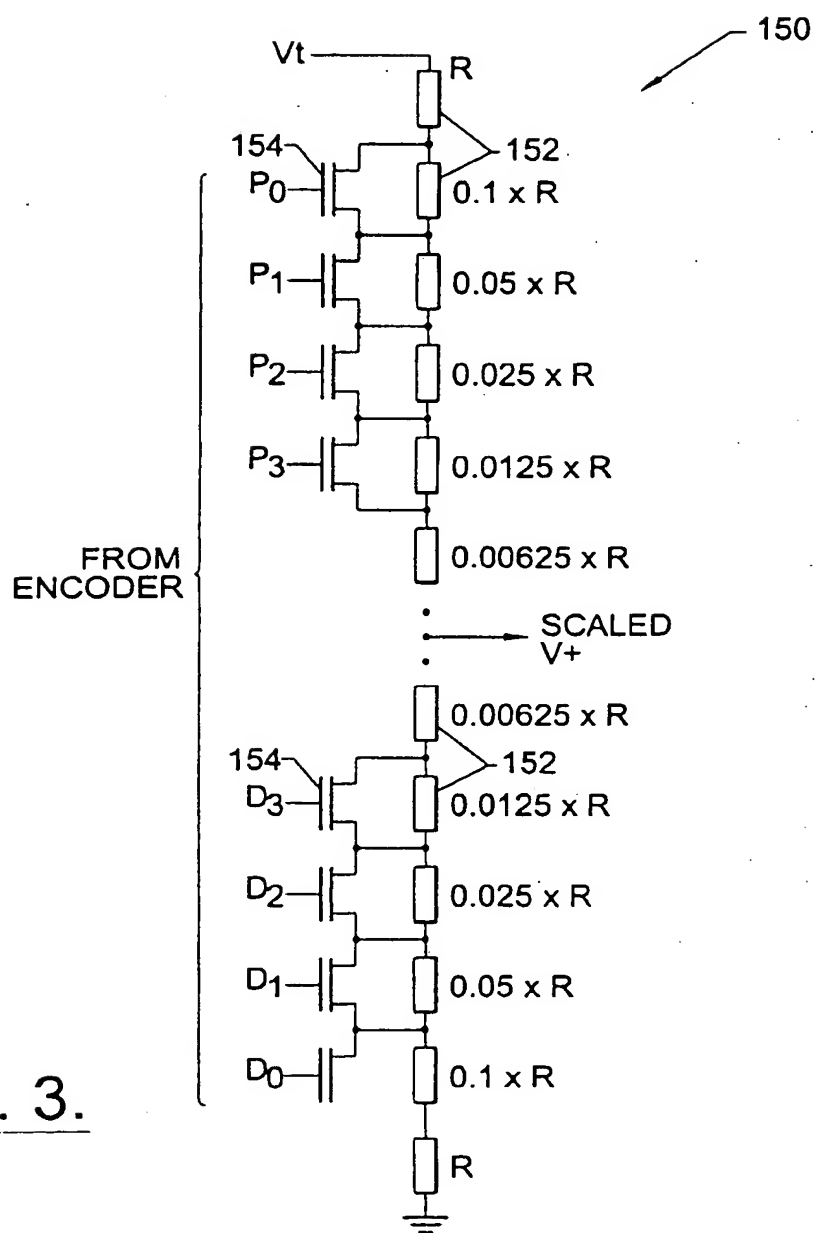 150
Vt
R
154
152
P0
0.1 x R
P1
0.05 x R
P2
0.025 x R
P3
0.0125 x R
FROM
ENCODER
0.00625 x R
SCALED
V+
0.00625 x R
154
152
D3
0.0125 x R
D2
0.025 x R
D1
0.05 x R
D0
0.1 x R
. 3.
R